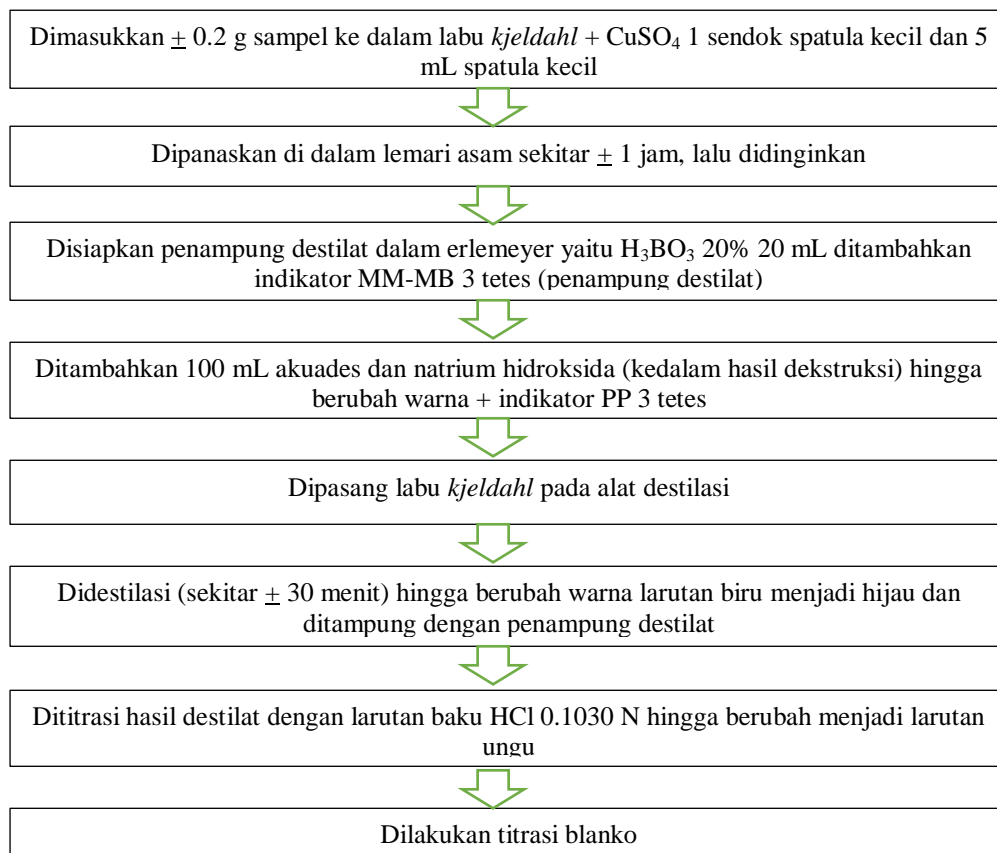 Dimasukkan ± 0.2 g sampel ke dalam labu kjeldahl + CuSO₄ 1 sendok spatula kecil dan 5
mL spatula kecil
Dipanaskan di dalam lemari asam sekitar ± 1 jam, lalu didinginkan
Disiapkan penampung destilat dalam erlemeyer yaitu H₃BO₃ 20% 20 mL ditambahkan
indikator MM-MB 3 tetes (penampung destilat)
Ditambahkan 100 mL akuades dan natrium hidroksida (kedalam hasil dekstruksi) hingga
berubah warna + indikator PP 3 tetes
Dipasang labu kjeldahl pada alat destilasi
Didestilasi (sekitar ± 30 menit) hingga berubah warna larutan biru menjadi hijau dan
ditampung dengan penampung destilat
Dititrasi hasil destilat dengan larutan baku HCl 0.1030 N hingga berubah menjadi larutan
ungu
Dilakukan titrasi blanko